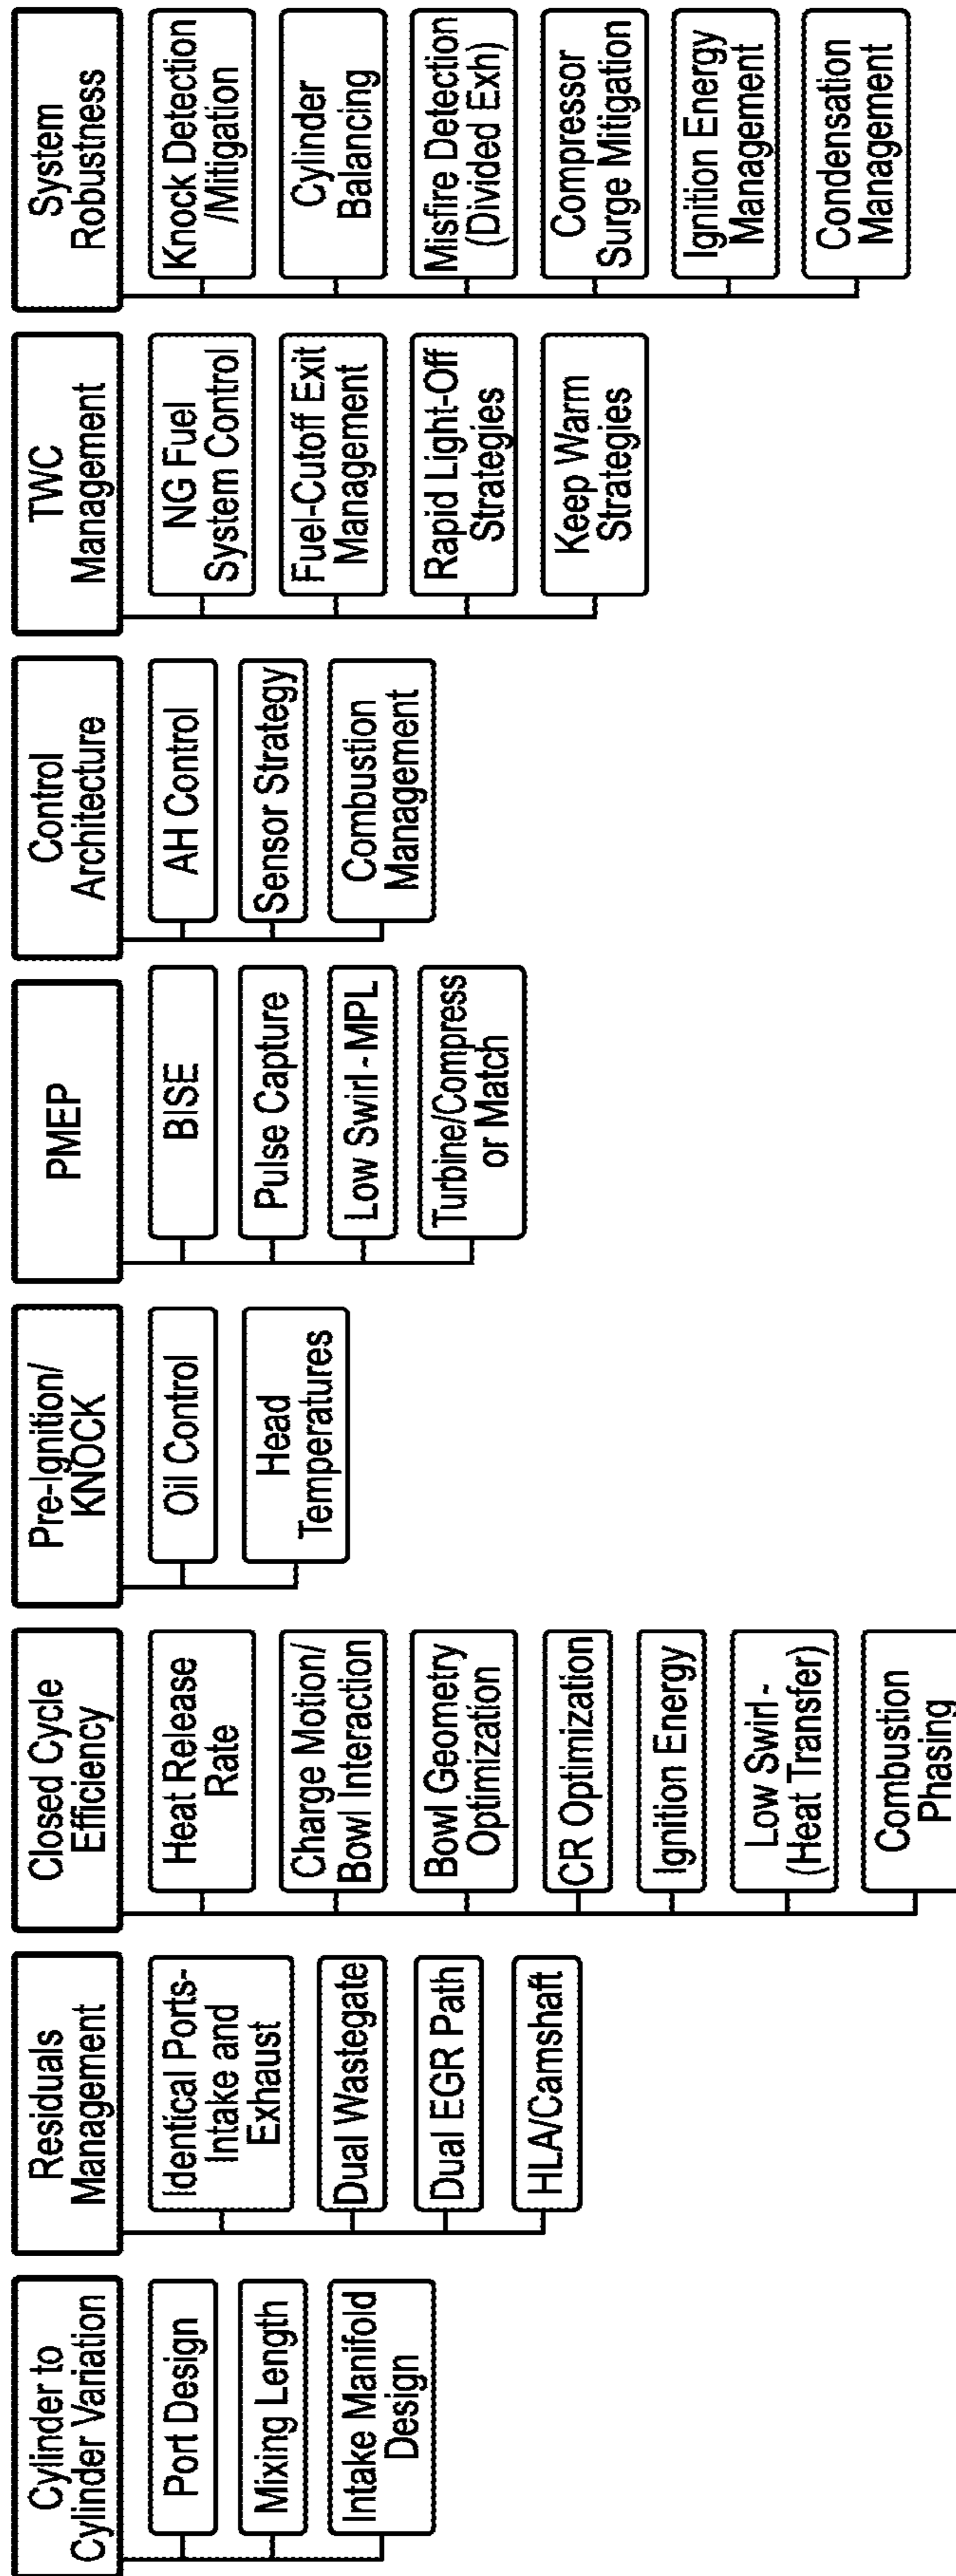 Cylinder to
Cylinder Variation
Port Design
Mixing Length
Intake Manifold
Design
Residuals
Management
Identical Ports-
Intake and
Exhaust
Dual Wastegate
Dual EGR Path
HLA/Camshaft
Closed Cycle
Efficiency
Heat Release
Rate
Charge Motion/
Bowl Interaction
Bowl Geometry
Optimization
CR Optimization
Ignition Energy
Low Swirl -
(Heat Transfer)
Combustion
Phasing
Pre-Ignition/
KNOCK
Oil Control
Head
Temperatures
PMEP
BISE
Pulse Capture
Low Swirl - MPL
Turbine/Compress
or Match
Control
Architecture
AH Control
Sensor Strategy
Combustion
Management
TWC
Management
NG Fuel
System Control
Fuel-Cutoff Exit
Management
Rapid Light-Off
Strategies
Keep Warm
Strategies
System
Robustness
Knock Detection
/Mitigation
Cylinder
Balancing
Misfire Detection
(Divided Exh)
Compressor
Surge Mitigation
Ignition Energy
Management
Condensation
Management